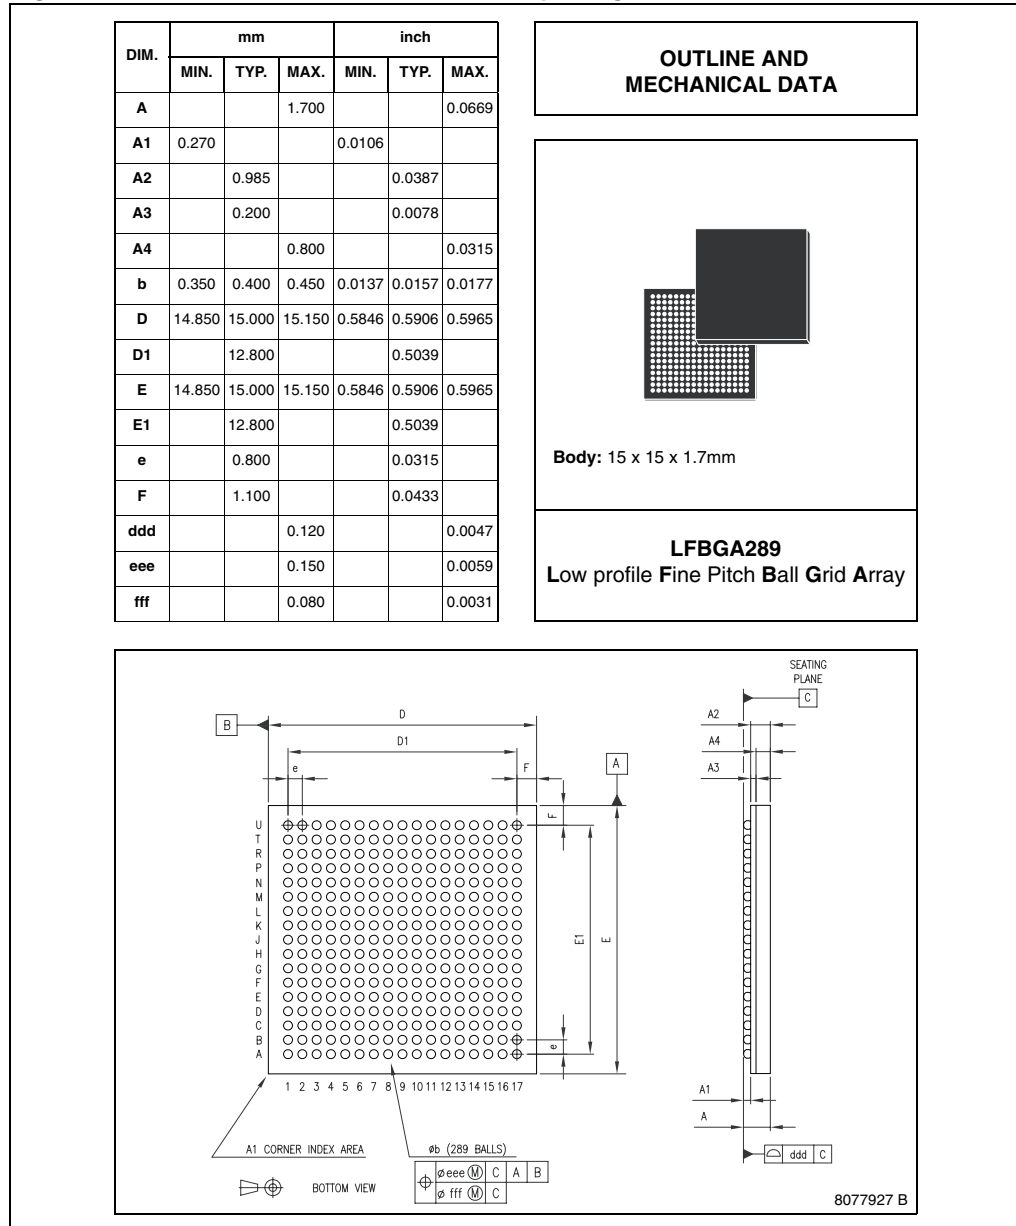 DIM. mm inch
MIN. TYP. MAX. MIN. TYP. MAX.
A 1.700 0.0669
A1 0.270 0.0106
A2 0.985 0.0387
A3 0.200 0.0078
A4 0.800 0.0315
b 0.350 0.400 0.450 0.0137 0.0157 0.0177
D 14.850 15.000 15.150 0.5846 0.5906 0.5965
D1 12.800 0.5039
E 14.850 15.000 15.150 0.5846 0.5906 0.5965
E1 12.800 0.5039
e 0.800 0.0315
F 1.100 0.0433
ddd 0.120 0.0047
eee 0.150 0.0059
fff 0.080 0.0031
OUTLINE AND
MECHANICAL DATA
Body: 15 x 15 x 1.7mm
LFBGA289
Low profile Fine Pitch Ball Grid Array
SEATING
PLANE
C
B
D
D1
e
F
A
F
E1
E
e
A2
A4
A3
U
T
R
P
N
M
L
K
J
H
G
F
E
D
C
B
A
1 2 3 4 5 6 7 8 9 10 11 12 13 14 15 16 17
A1
A
A1 CORNER INDEX AREA
øb (289 BALLS)
BOTTOM VIEW
ø eee Ⓜ C A B
ø fff Ⓜ C
ddd C
8077927 B